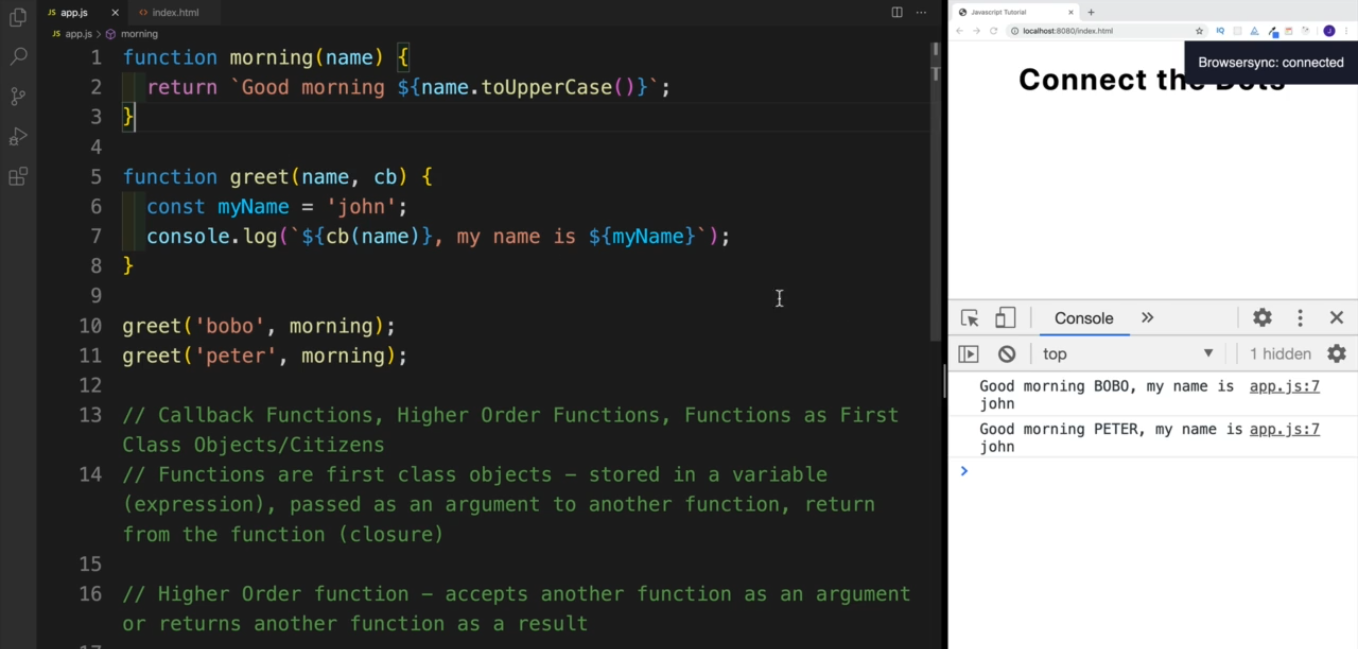 JS app.js ×
<> index.html
...
JS app.js > morning
1 function morning(name) {
2 return `Good morning ${name.toUpperCase()}`;
3 }
4
5 function greet(name, cb) {
6 const myName = 'john';
7 console.log(`${cb(name)}, my name is ${myName}`);
8 }
9
10 greet('bobo', morning);
11 greet('peter', morning);
12
13 // Callback Functions, Higher Order Functions, Functions as First
Class Objects/Citizens
14 // Functions are first class objects - stored in a variable
(expression), passed as an argument to another function, return
from the function (closure)
15
16 // Higher Order function - accepts another function as an argument
or returns another function as a result
Javascript Tutorial × +
localhost:8080/index.html
IQ
J
Browsersync: connected
Connect the Dots
Console »
top ▼ 1 hidden
Good morning BOBO, my name is app.js:7
john
Good morning PETER, my name is app.js:7
john
>